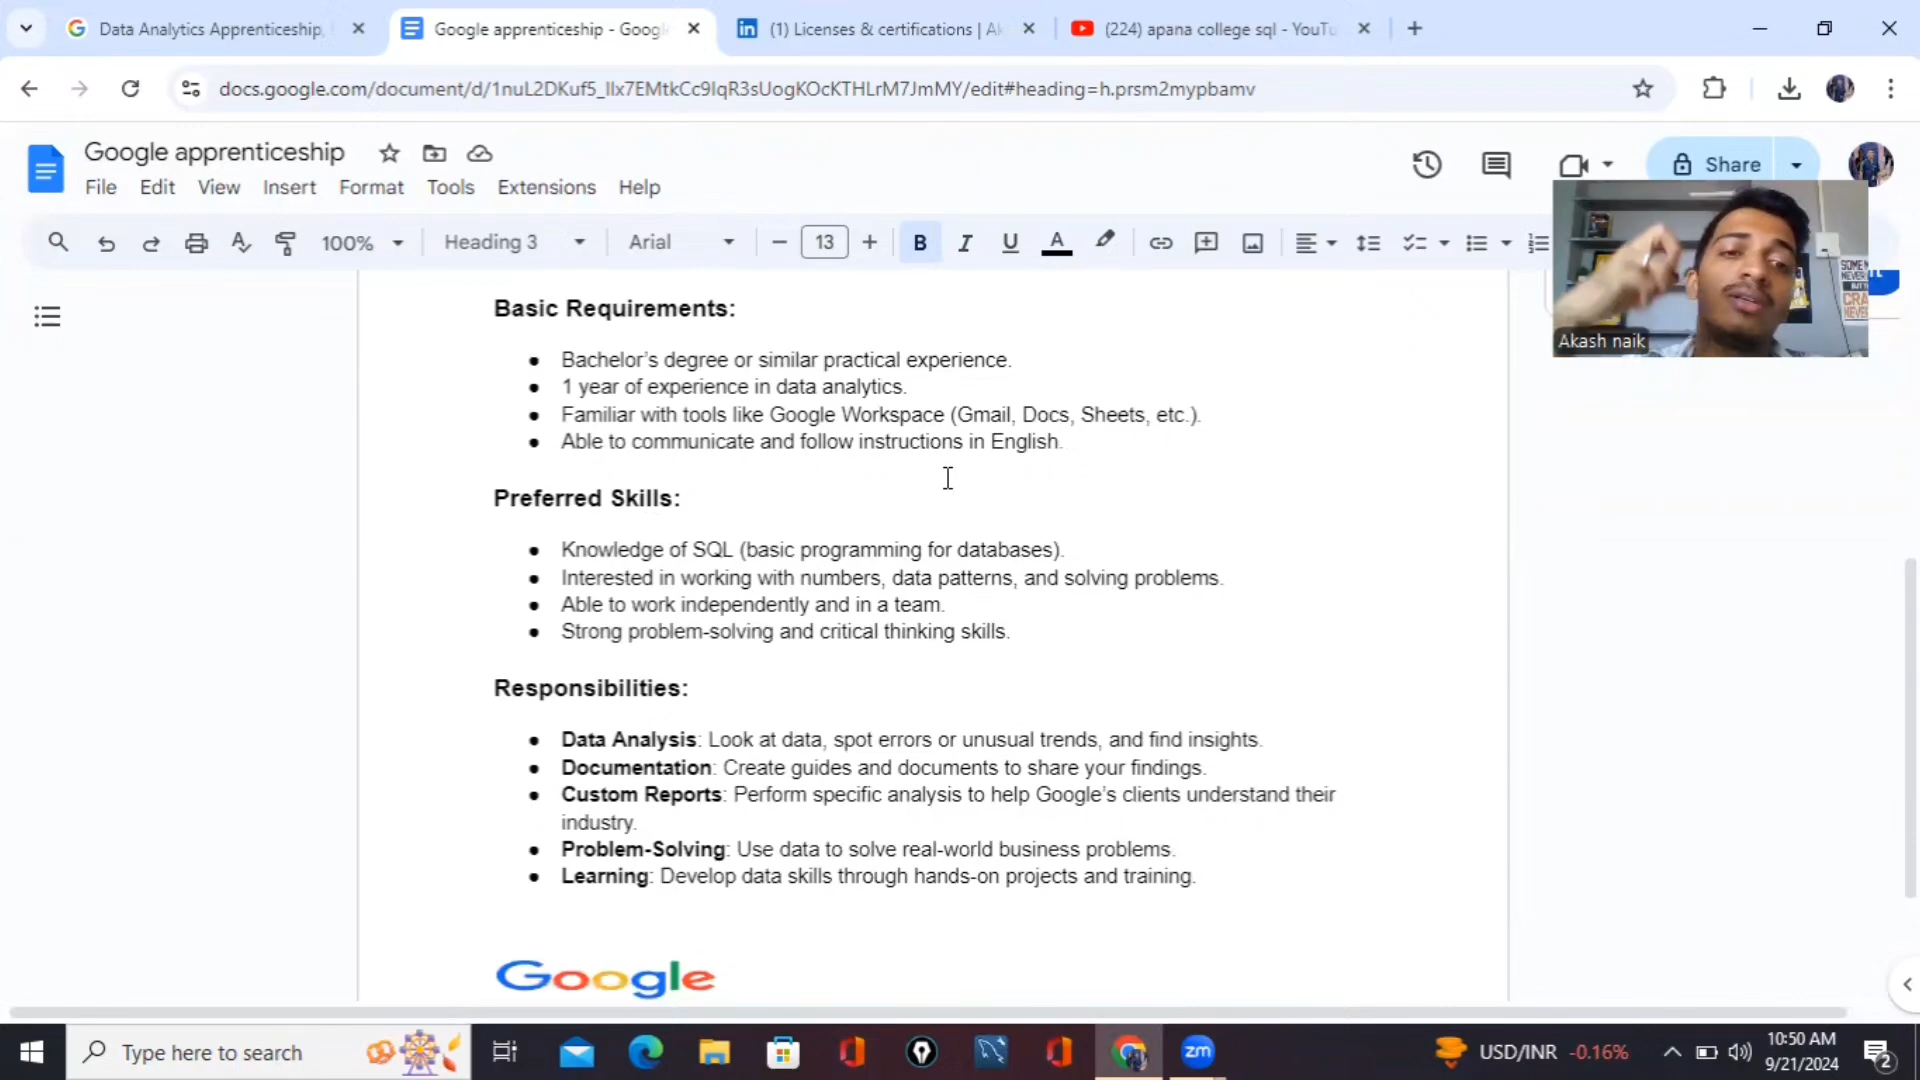 Data Analytics Apprenticeship,
Google apprenticeship - Googl
(1) Licenses & certifications | Ak
(224) apana college sql - YouTu
docs.google.com/document/d/1nuL2DKuf5_lIx7EMtkCc9IqR3sUogKOcKTHLrM7JmMY/edit#heading=h.prsm2mypbamv
Google apprenticeship
Share
File Edit View Insert Format Tools Extensions Help
100% Heading 3 Arial 13 B I U A
SOME
NEVER
CRA
NEVER
Akash naik
Basic Requirements:
● Bachelor’s degree or similar practical experience.
● 1 year of experience in data analytics.
● Familiar with tools like Google Workspace (Gmail, Docs, Sheets, etc.).
● Able to communicate and follow instructions in English.
Preferred Skills:
● Knowledge of SQL (basic programming for databases).
● Interested in working with numbers, data patterns, and solving problems.
● Able to work independently and in a team.
● Strong problem-solving and critical thinking skills.
Responsibilities:
● Data Analysis: Look at data, spot errors or unusual trends, and find insights.
● Documentation: Create guides and documents to share your findings.
● Custom Reports: Perform specific analysis to help Google’s clients understand their
industry.
● Problem-Solving: Use data to solve real-world business problems.
● Learning: Develop data skills through hands-on projects and training.
Google
Type here to search
zm
USD/INR -0.16%
10:50 AM
9/21/2024
2